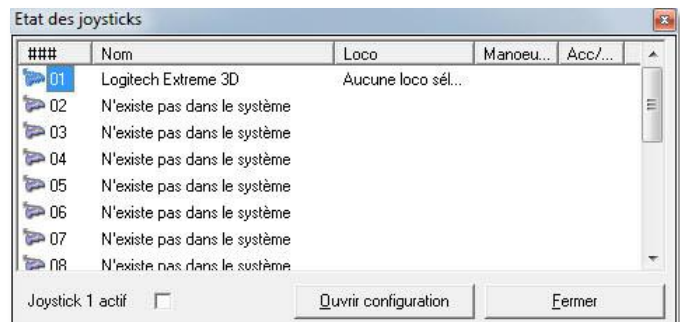 Etat des joysticks
### Nom Loco Manoeu... Acc/...
01 Logitech Extreme 3D Aucune loco sél...
02 N'existe pas dans le système
03 N'existe pas dans le système
04 N'existe pas dans le système
05 N'existe pas dans le système
06 N'existe pas dans le système
07 N'existe pas dans le système
08 N'existe pas dans le système
Joystick 1 actif Ouvrir configuration Fermer